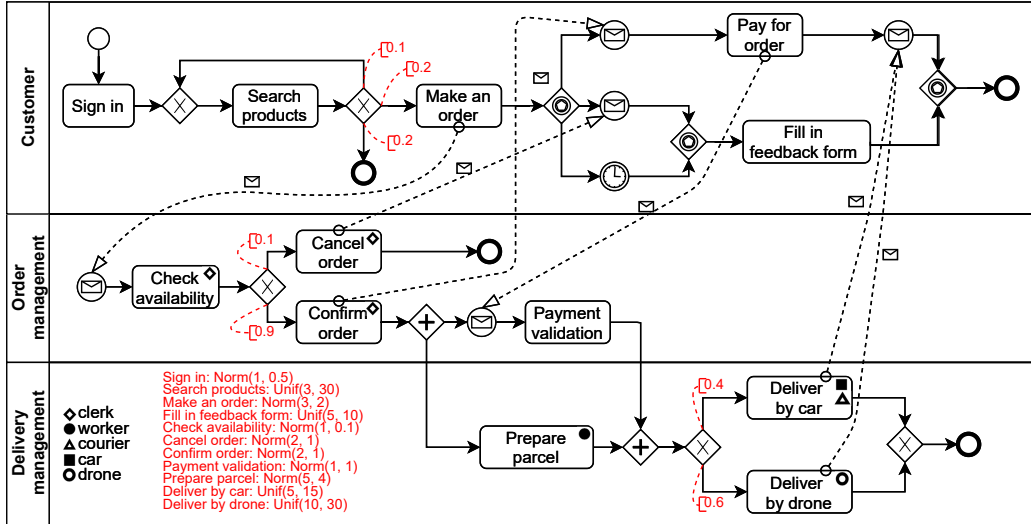 Customer
Sign in
Search
products
0.1
0.2
0.2
Make an
order
Pay for
order
Fill in
feedback form
Order
management
Check
availability
0.1
0.9
Cancel
order
Confirm
order
Payment
validation
Delivery
management
clerk
worker
courier
car
drone
Sign in: Norm(1, 0.5)
Search products: Unif(3, 30)
Make an order: Norm(3, 2)
Fill in feedback form: Unif(5, 10)
Check availability: Norm(1, 0.1)
Cancel order: Norm(2, 1)
Confirm order: Norm(2, 1)
Payment validation: Norm(1, 1)
Prepare parcel: Norm(5, 4)
Deliver by car: Unif(5, 15)
Deliver by drone: Unif(10, 30)
Prepare
parcel
0.4
0.6
Deliver
by car
Deliver
by drone